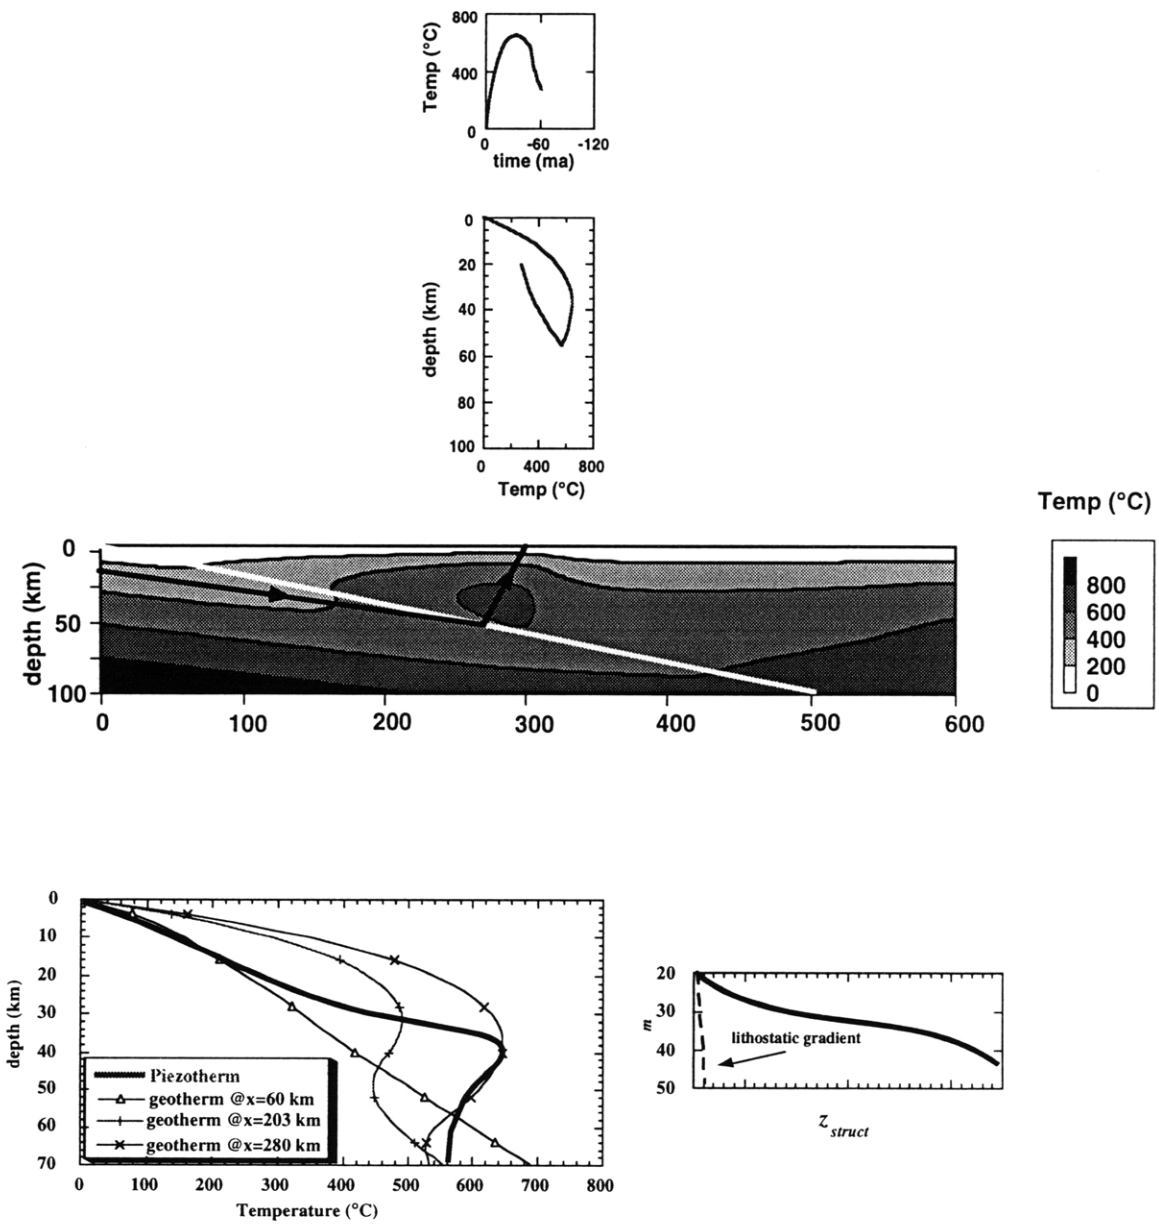 800
400
0
Temp (°C)
0 -60 -120
time (ma)
0
20
40
60
80
100
depth (km)
0 400 800
Temp (°C)
Temp (°C)
0
50
100
depth (km)
0 100 200 300 400 500 600
800
600
400
200
0
0
10
20
30
40
50
60
70
depth (km)
Piezotherm
geotherm @x=60 km
geotherm @x=203 km
geotherm @x=280 km
0 100 200 300 400 500 600 700 800
Temperature (°C)
20
30
40
50
m
lithostatic gradient
z struct